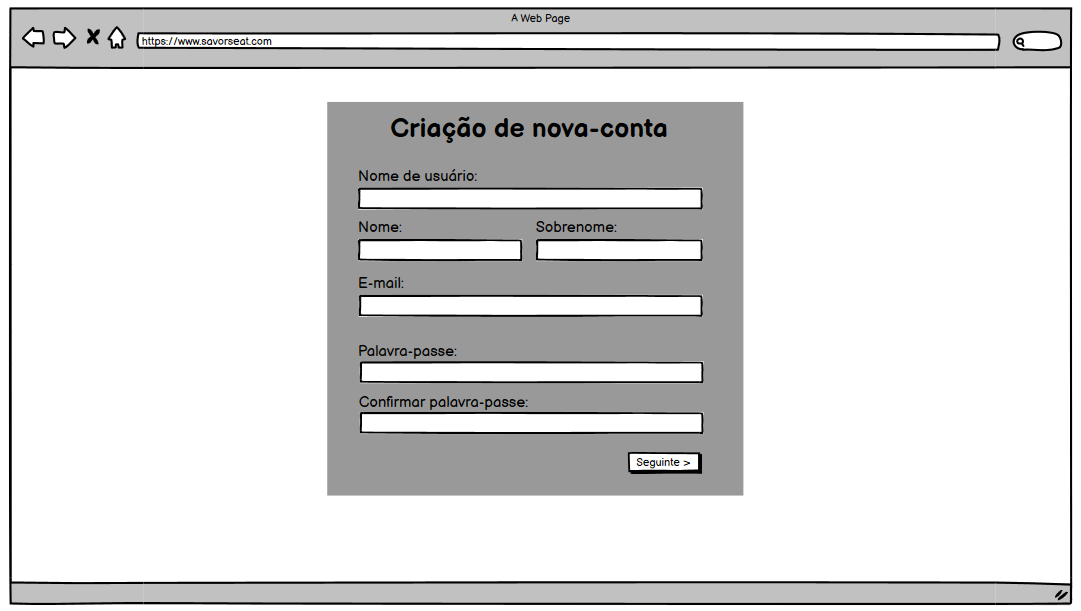 A Web Page
https://www.savorseat.com
Criação de nova-conta
Nome de usuário:
Nome: Sobrenome:
E-mail:
Palavra-passe:
Confirmar palavra-passe:
Seguinte >